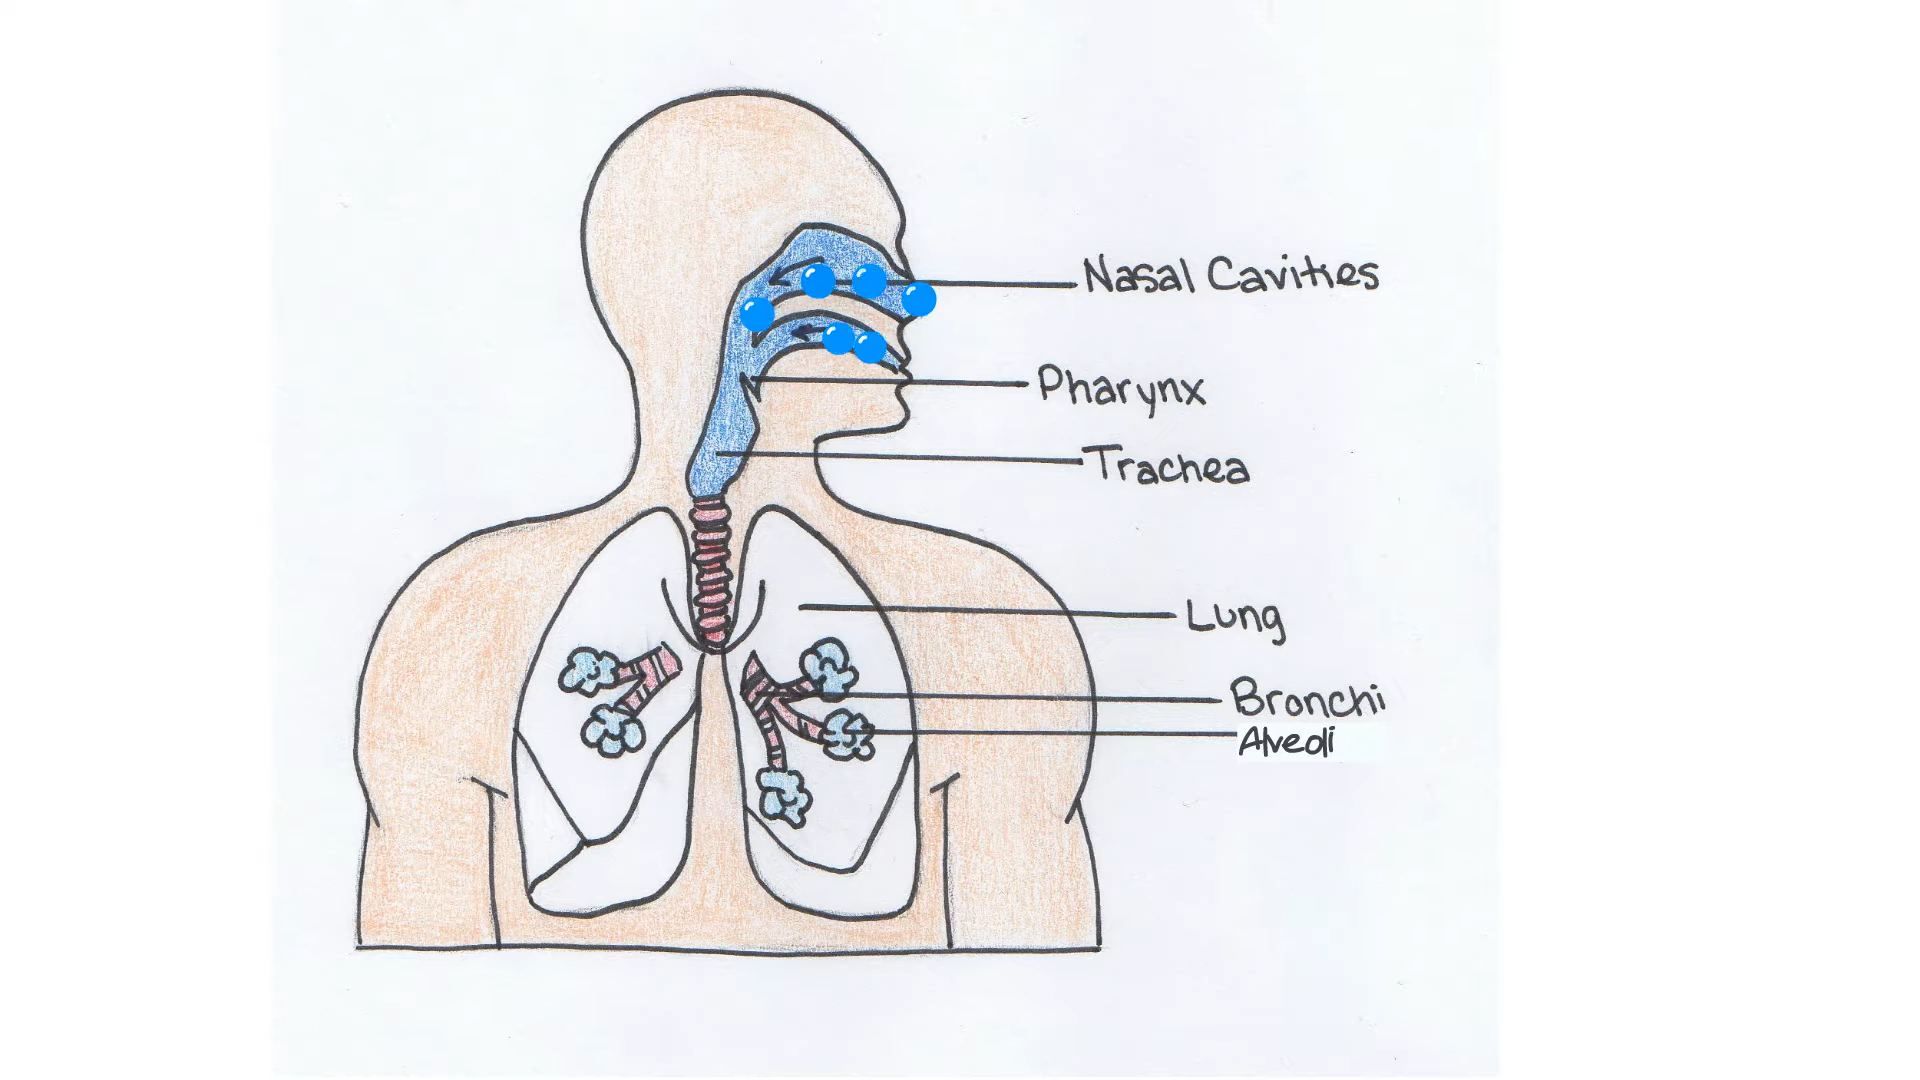 Nasal Cavities
Pharynx
Trachea
Lung
Bronchi
Alveoli